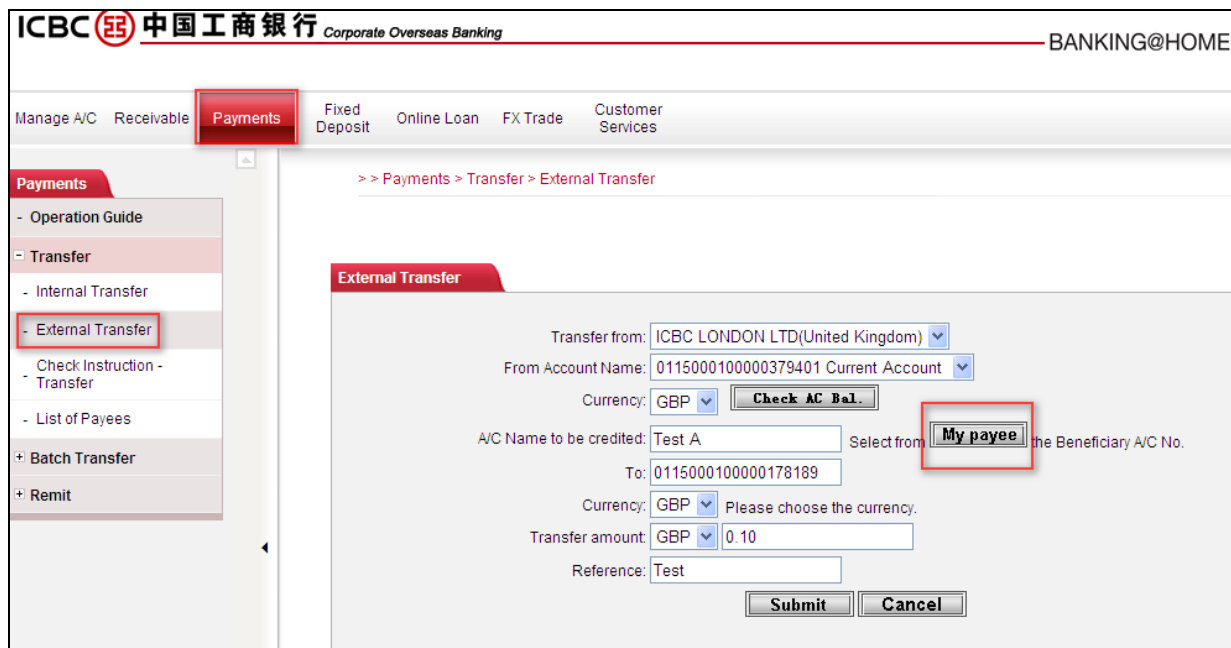 ICBC 中国工商银行 Corporate Overseas Banking
BANKING@HOME
Manage A/C Receivable Payments Fixed Deposit Online Loan FX Trade Customer Services
Payments
- Operation Guide
- Transfer
- Internal Transfer
- External Transfer
- Check Instruction -
Transfer
- List of Payees
+ Batch Transfer
+ Remit
> > Payments > Transfer > External Transfer
External Transfer
Transfer from: ICBC LONDON LTD(United Kingdom)
From Account Name: 0115000100000379401 Current Account
Currency: GBP Check AC Bal.
A/C Name to be credited: Test A Select from My payee the Beneficiary A/C No.
To: 0115000100000178189
Currency: GBP Please choose the currency.
Transfer amount: GBP 0.10
Reference: Test
Submit Cancel